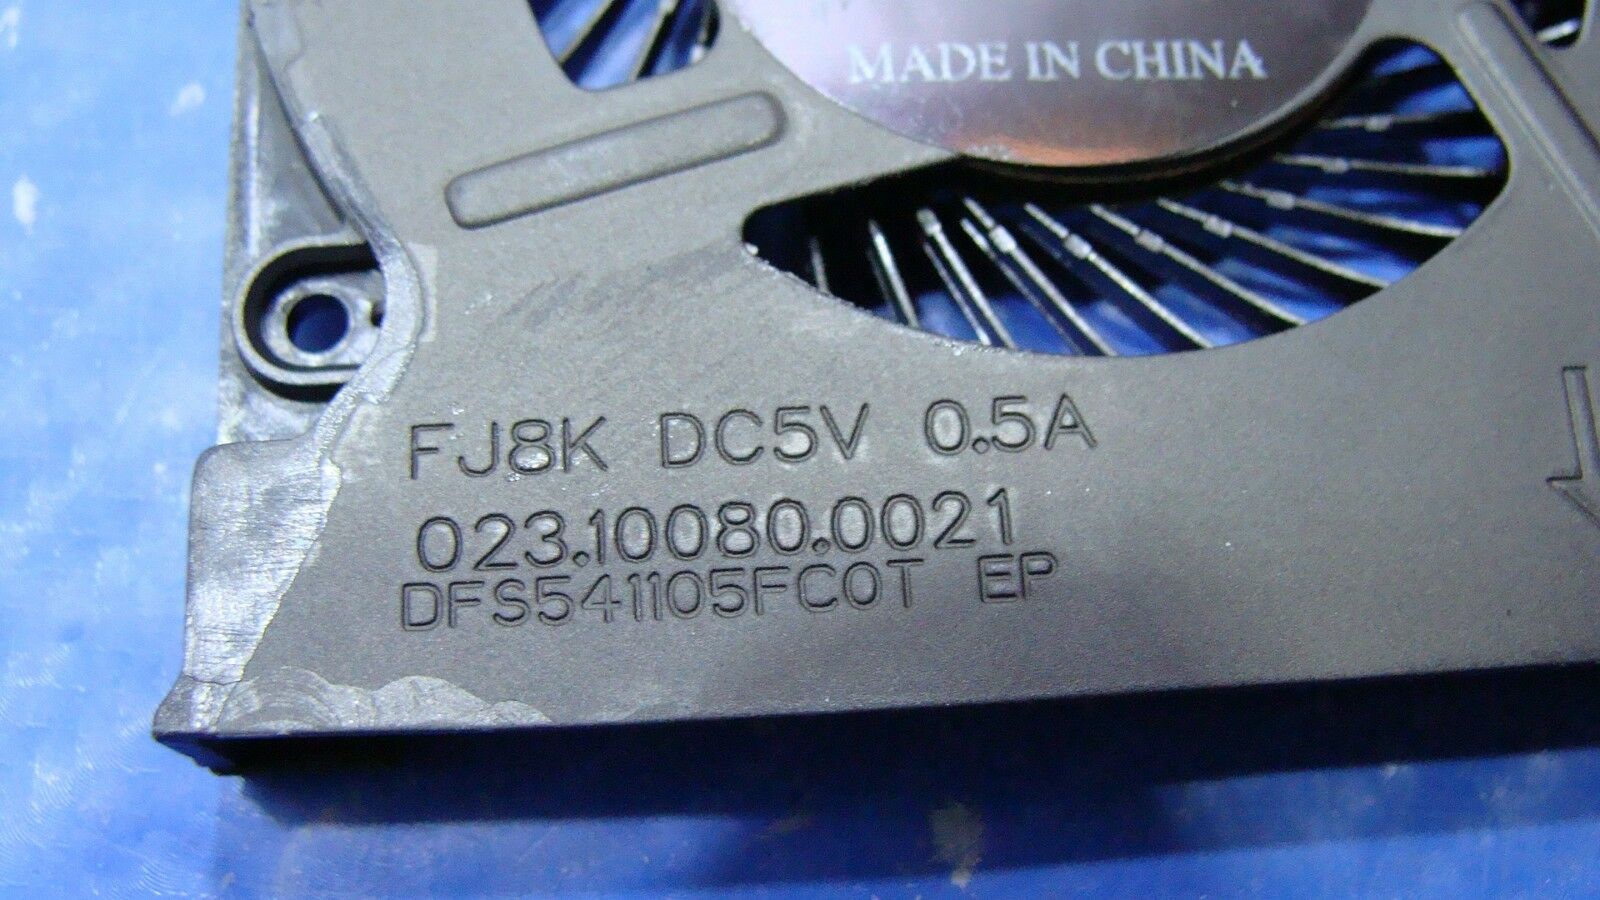 MADE IN CHINA
FJ8K DC5V 0.5A
023.10080.0021
DFS541105FC0T EP